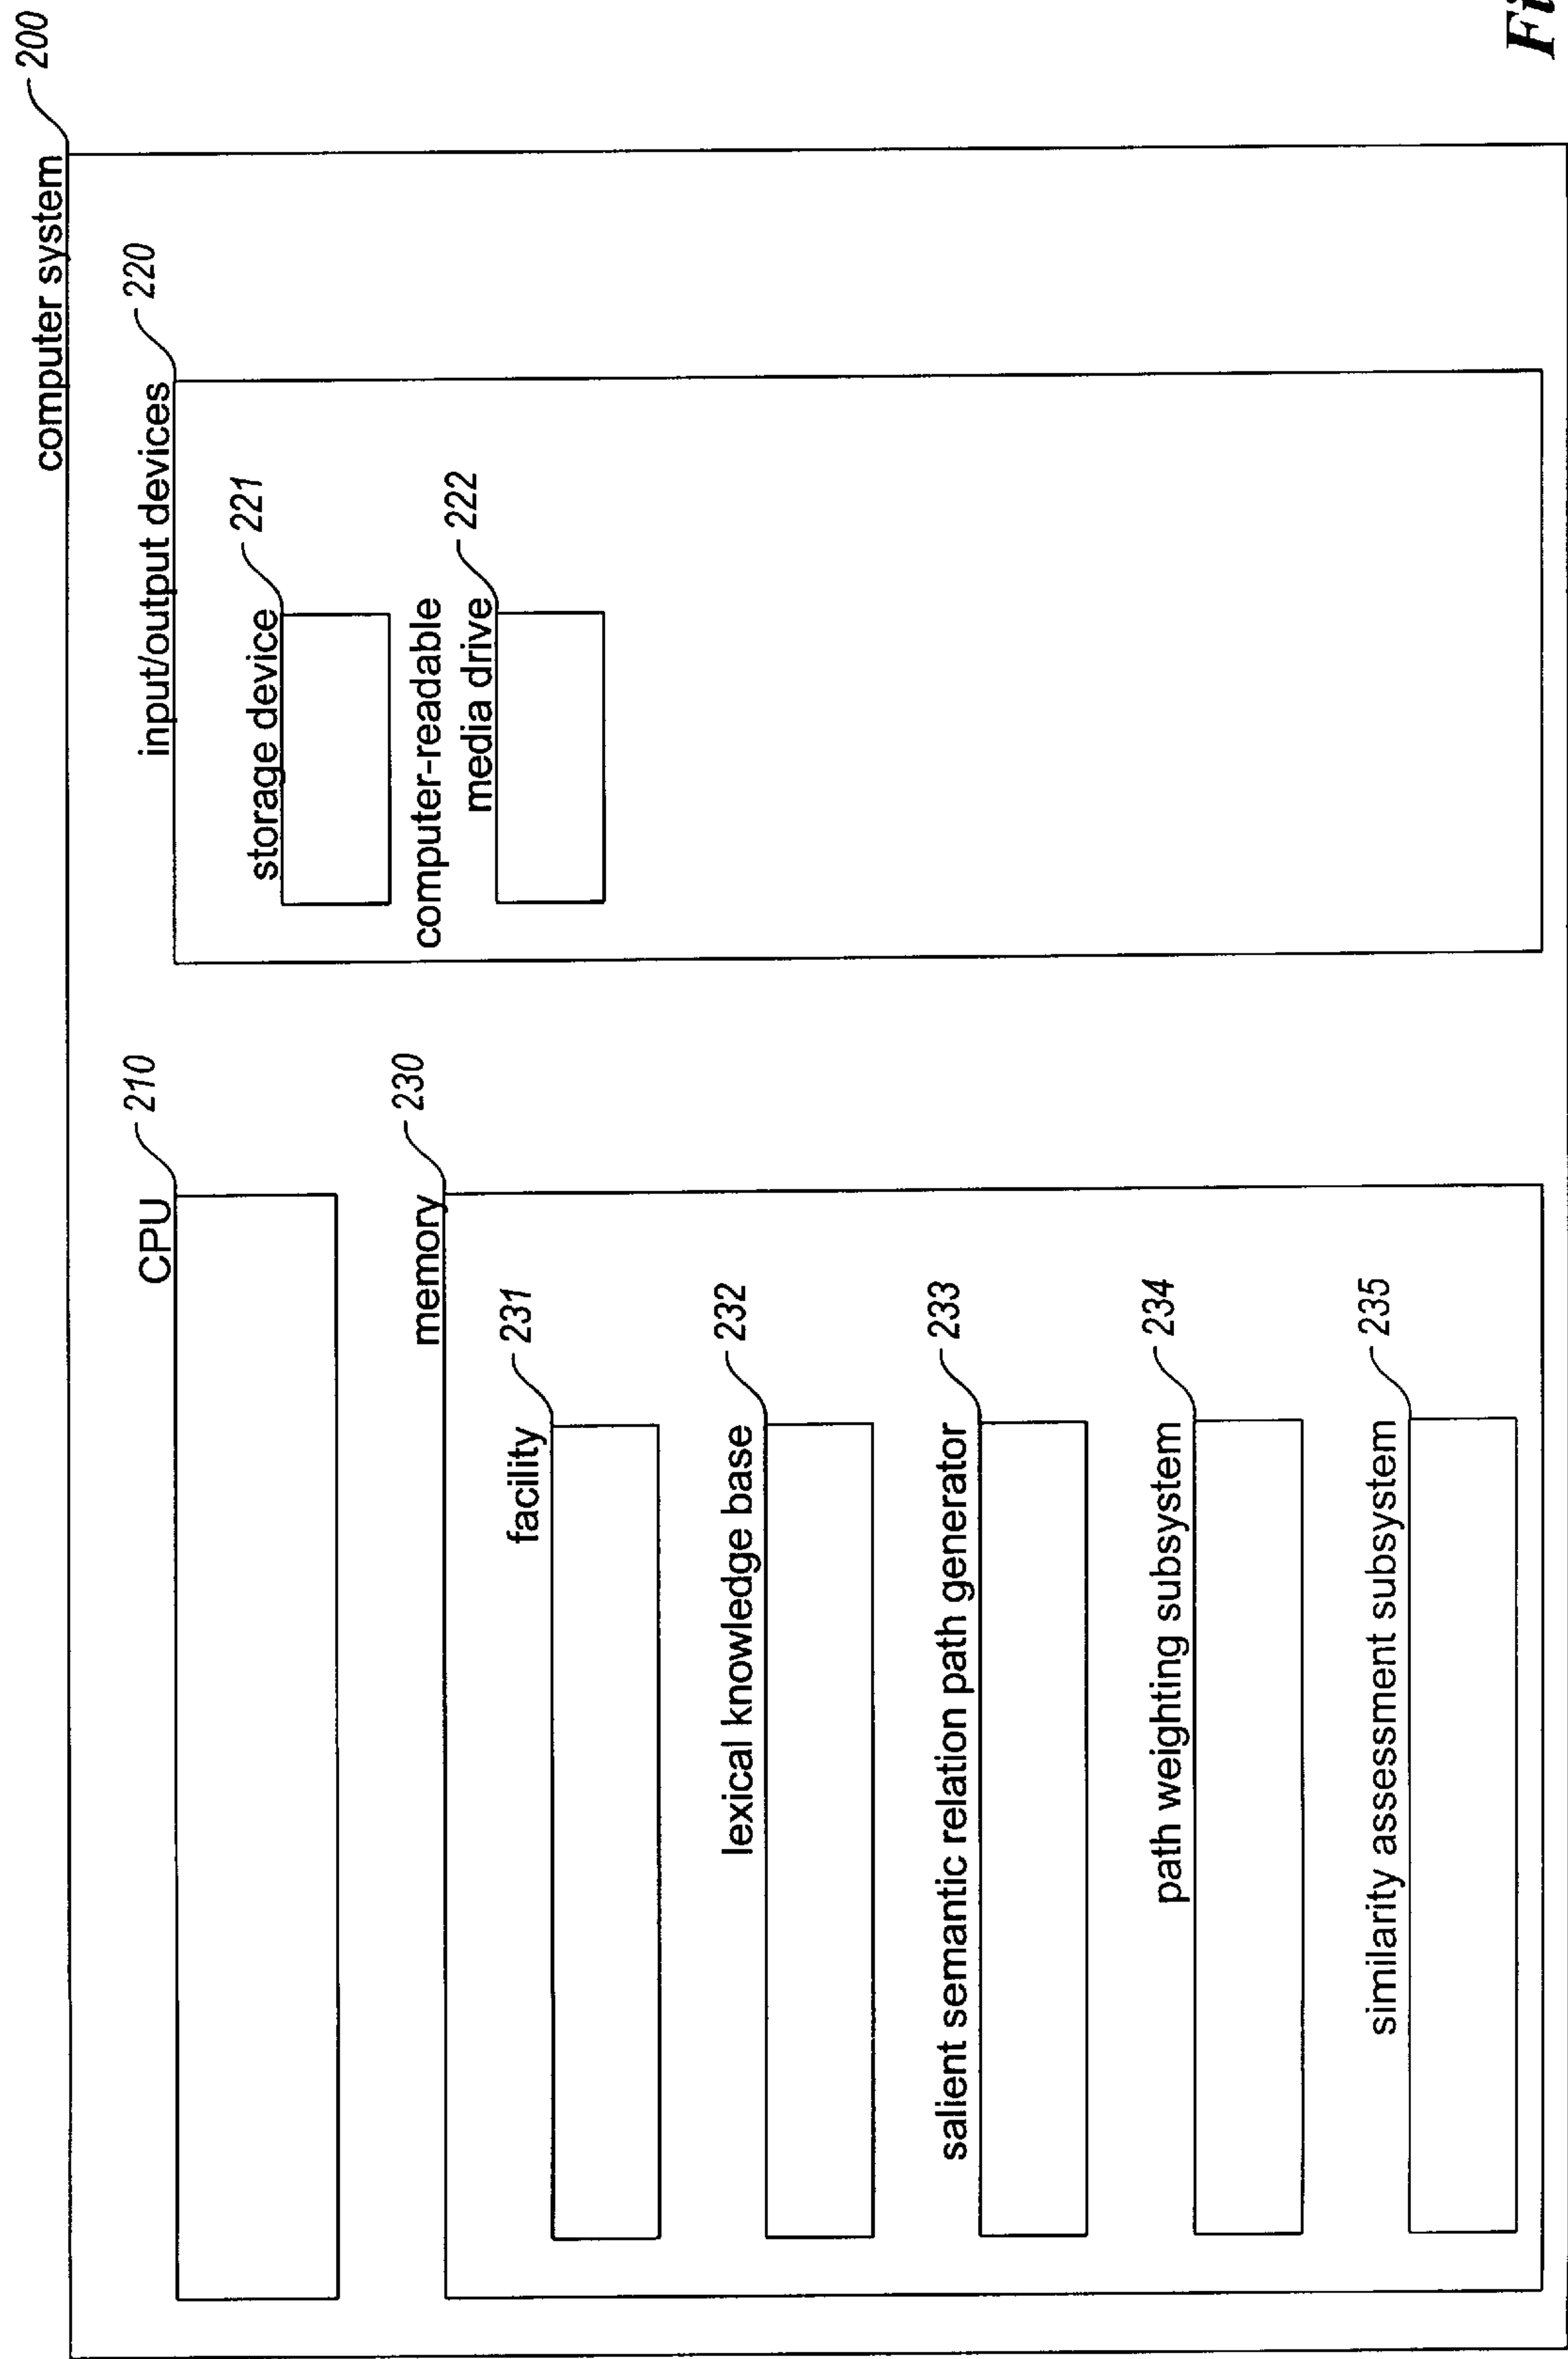 computer system
200
CPU
210
input/output devices
220
storage device
221
computer-readable
media drive
222
memory
230
facility
231
lexical knowledge base
232
salient semantic relation path generator
233
path weighting subsystem
234
similarity assessment subsystem
235